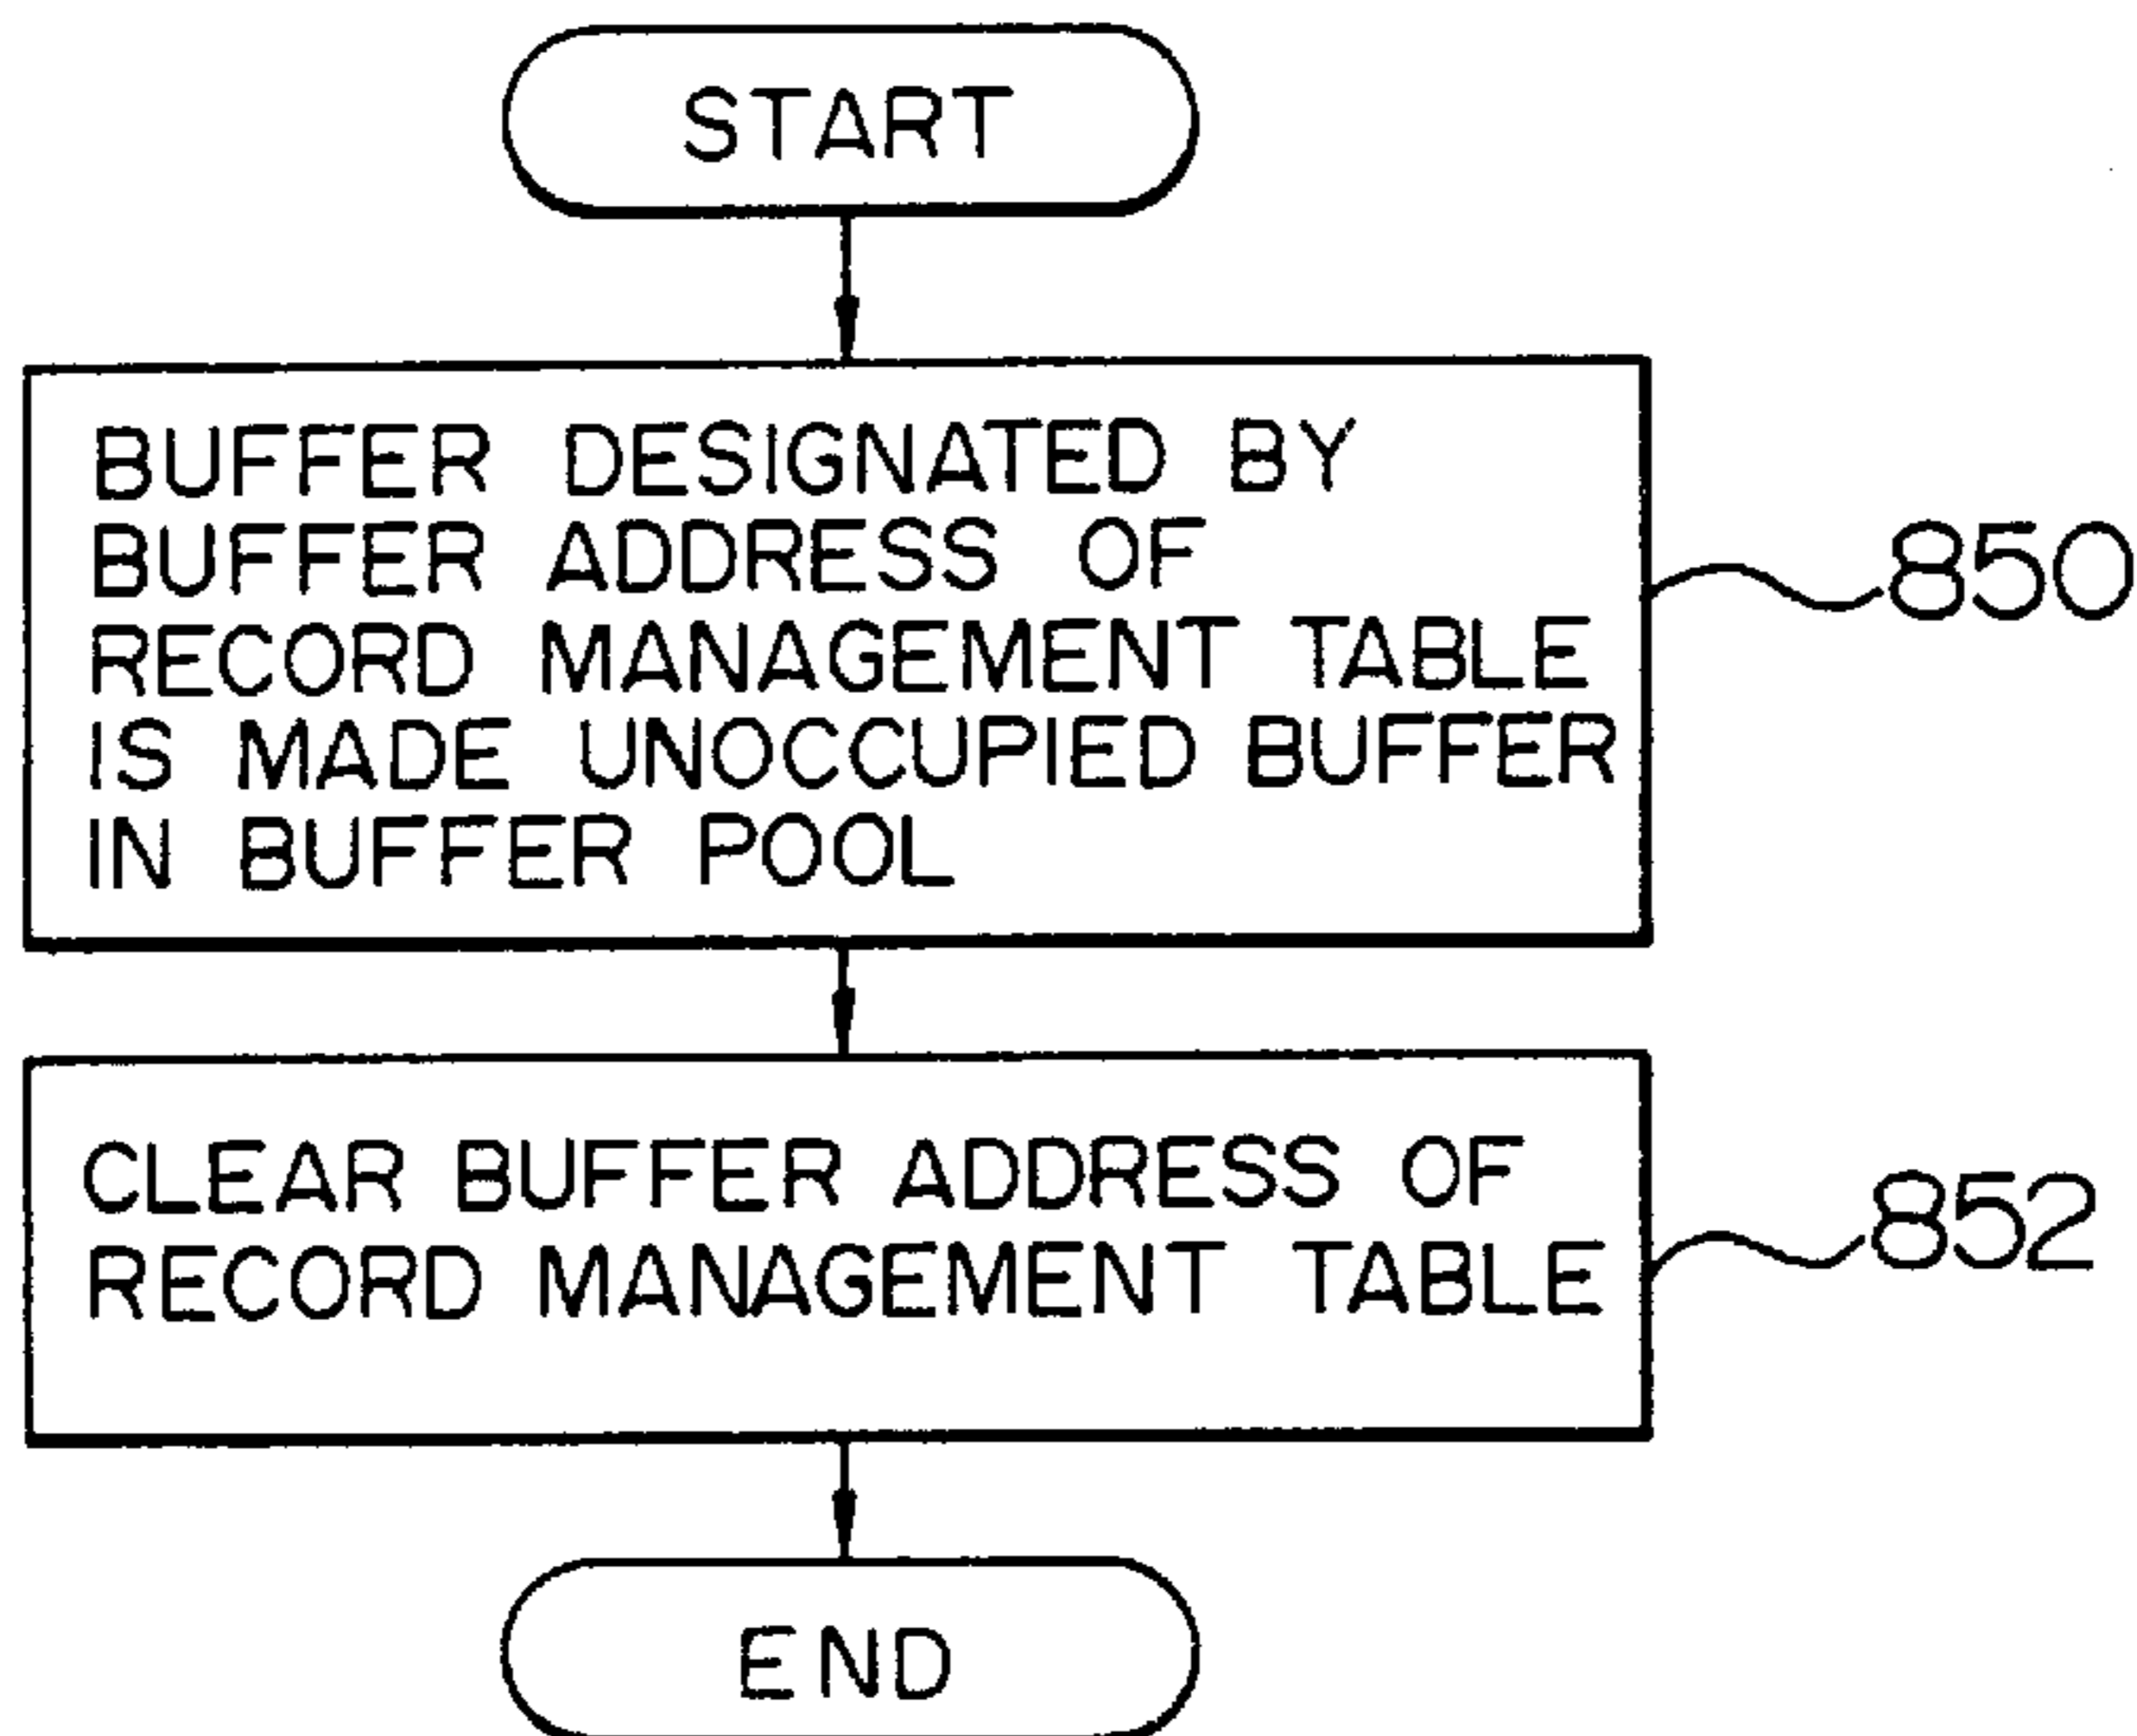 START
BUFFER DESIGNATED BY
BUFFER ADDRESS OF
RECORD MANAGEMENT TABLE
IS MADE UNOCCUPIED BUFFER
IN BUFFER POOL
850
CLEAR BUFFER ADDRESS OF
RECORD MANAGEMENT TABLE
852
END